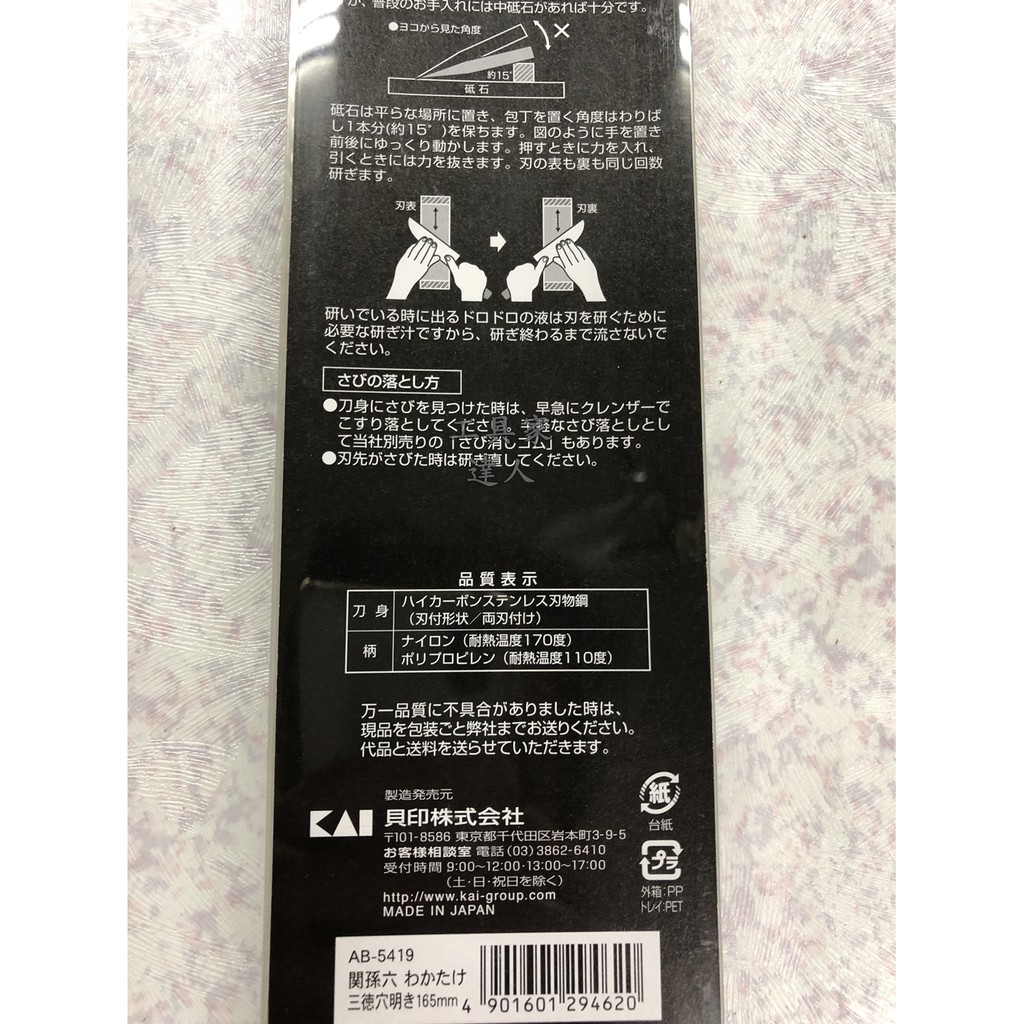 が、普段のお手入れには中砥石があれば十分です。
●ヨコから見た角度
約15°
砥石
砥石は平らな場所に置き、包丁を置く角度はわりば
し1本分(約15°)を保ちます。図のように手を置き
前後にゆっくり動かします。押すときに力を入れ、
引くときには力を抜きます。刃の表も裏も同じ回数
研ぎます。
刃表
刃裏
研いでいる時に出るドロドロの液は刃を研ぐために
必要な研ぎ汁ですから、研ぎ終わるまで流さないで
ください。
さびの落とし方
●刀身にさびを見つけた時は、早急にクレンザーで
こすり落としてください。手軽なさび落としとし
て当社別売りの「さび消しゴム」もあります。
●刃先がさびた時は研ぎ直してください。
工具家
達人
品質表示
刀身 ハイカーボンステンレス刃物鋼
(刃付形状/両刃付け)
柄 ナイロン(耐熱温度170度)
ポリプロピレン(耐熱温度110度)
万一品質に不具合がありました時は、
現品を包装ごと弊社までお送りください。
代品と送料を送らせていただきます。
製造発売元
KAI 貝印株式会社
〒101-8586 東京都千代田区岩本町3-9-5
お客様相談室 電話(03)3862-6410
受付時間 9:00~12:00・13:00~17:00
(土・日・祝日を除く)
http://www.kai-group.com
MADE IN JAPAN
紙
台紙
プラ
外箱:PP
トレイ:PET
AB-5419
関孫六 わかたけ
三徳穴明き165mm
4 901601 294620